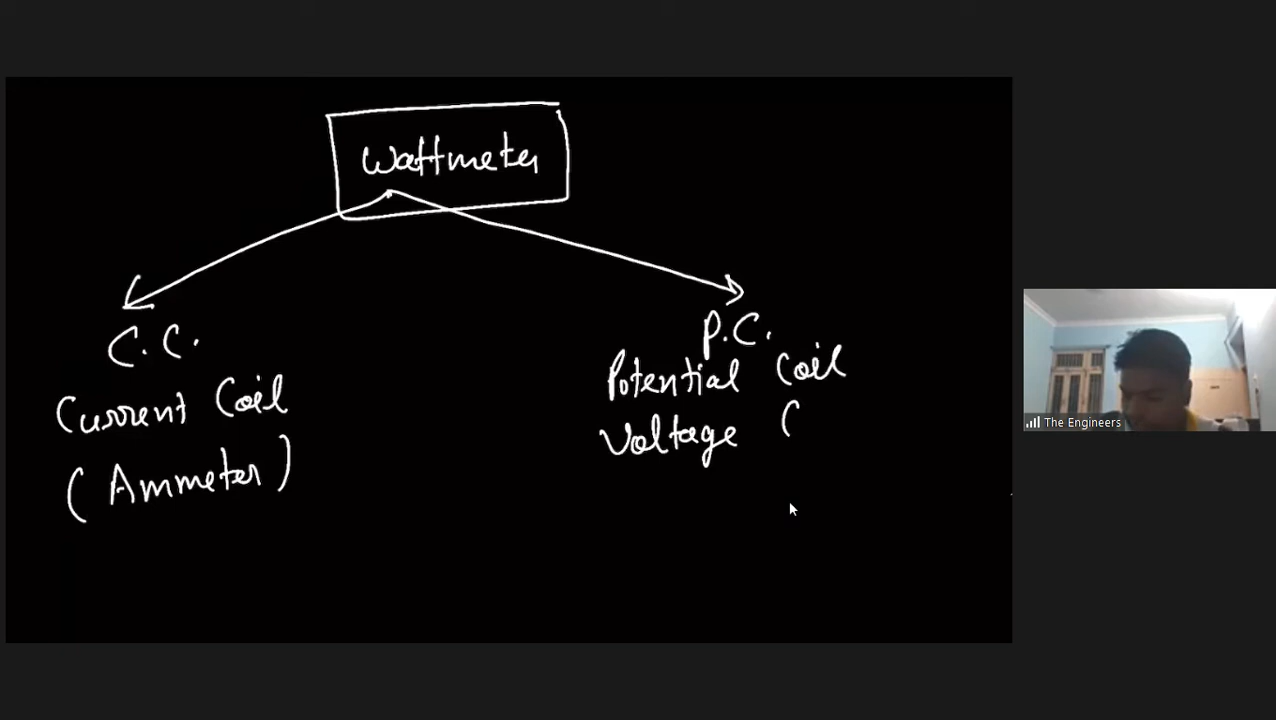 Wattmeter
C.C.
Current Coil
(Ammeter)
P.C.
Potential Coil
Voltage C
The Engineers